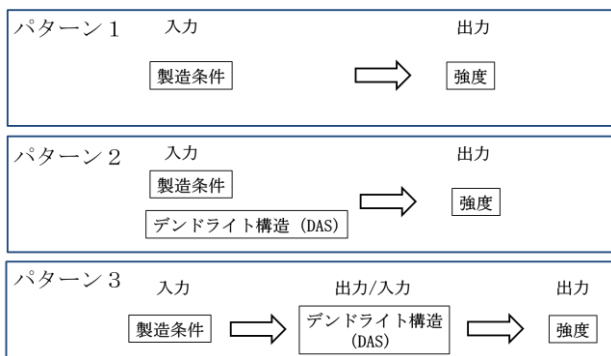 パターン１
入力
出力
製造条件
強度
パターン２
入力
出力
製造条件
デンドライト構造 (DAS)
強度
パターン３
入力
出力/入力
出力
製造条件
デンドライト構造
(DAS)
強度